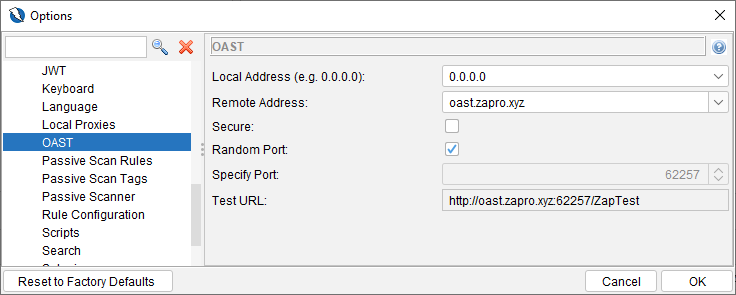 Options
OAST
JWT
Keyboard
Language
Local Proxies
OAST
Passive Scan Rules
Passive Scan Tags
Passive Scanner
Rule Configuration
Scripts
Search
Local Address (e.g. 0.0.0.0):
0.0.0.0
Remote Address:
oast.zapro.xyz
Secure:
Random Port:
Specify Port:
62257
Test URL:
http://oast.zapro.xyz:62257/ZapTest
Reset to Factory Defaults
Cancel
OK